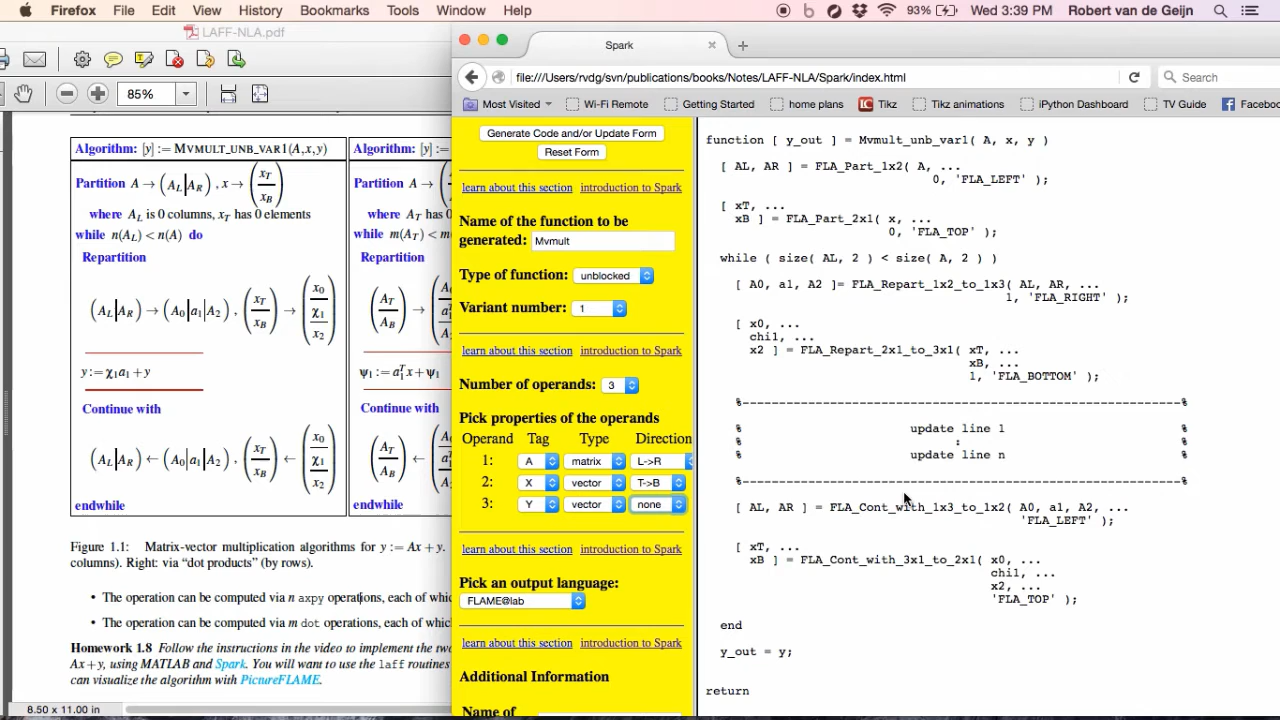 Firefox File Edit View History Bookmarks Tools Window Help 93% Wed 3:39 PM Robert van de Geijn
LAFF-NLA.pdf
85%
Algorithm: [y] := MVMULT_UNB_VAR1(A,x,y)
Partition A → (A_L|A_R), x → (x_T / x_B)
where A_L is 0 columns, x_T has 0 elements
while n(A_L) < n(A) do
Repartition
(A_L|A_R) → (A_0|a_1|A_2), (x_T / x_B) → (x_0 / χ_1 / x_2)
y := χ_1 a_1 + y
Continue with
(A_L|A_R) ← (A_0|a_1|A_2), (x_T / x_B) ← (x_0 / χ_1 / x_2)
endwhile
Algorithm: [y] :=
Partition A →
where A_T has
while m(A_T) < m
Repartition
(A_T / A_B) →
ψ_1 := a_1^T x + ψ_1
Continue with
(A_T / A_B) ←
endwhile
Figure 1.1: Matrix-vector multiplication algorithms for y := Ax + y.
columns). Right: via “dot products” (by rows).
• The operation can be computed via n axpy operations, each of
• The operation can be computed via m dot operations, each of
Homework 1.8 Follow the instructions in the video to implement the
Ax + y, using MATLAB and Spark. You will want to use the laff routines
can visualize the algorithm with PictureFLAME.
8.50 x 11.00 in
Spark
file:///Users/rvdg/svn/publications/books/Notes/LAFF-NLA/Spark/index.html Search
Most Visited Wi-Fi Remote Getting Started home plans Tikz Tikz animations iPython Dashboard TV Guide
Generate Code and/or Update Form
Reset Form
learn about this section introduction to Spark
Name of the function to be
generated: Mvmult
Type of function: unblocked
Variant number: 1
learn about this section introduction to Spark
Number of operands: 3
Pick properties of the operands
Operand Tag Type Direction
1: A matrix L->R
2: X vector T->B
3: Y vector none
learn about this section introduction to Spark
Pick an output language:
FLAME@lab
learn about this section introduction to Spark
Additional Information
Name of
function [ y_out ] = Mvmult_unb_var1( A, x, y )
[ AL, AR ] = FLA_Part_1x2( A, ...
0, 'FLA_LEFT' );
[ xT, ...
xB ] = FLA_Part_2x1( x, ...
0, 'FLA_TOP' );
while ( size( AL, 2 ) < size( A, 2 ) )
[ A0, a1, A2 ]= FLA_Repart_1x2_to_1x3( AL, AR, ...
1, 'FLA_RIGHT' );
[ x0, ...
chi1, ...
x2 ] = FLA_Repart_2x1_to_3x1( xT, ...
xB, ...
1, 'FLA_BOTTOM' );
%------------------------------------------------------------%
% update line 1 %
% : %
% update line n %
%------------------------------------------------------------%
[ AL, AR ] = FLA_Cont_with_1x3_to_1x2( A0, a1, A2, ...
'FLA_LEFT' );
[ xT, ...
xB ] = FLA_Cont_with_3x1_to_2x1( x0, ...
chi1, ...
x2, ...
'FLA_TOP' );
end
y_out = y;
return